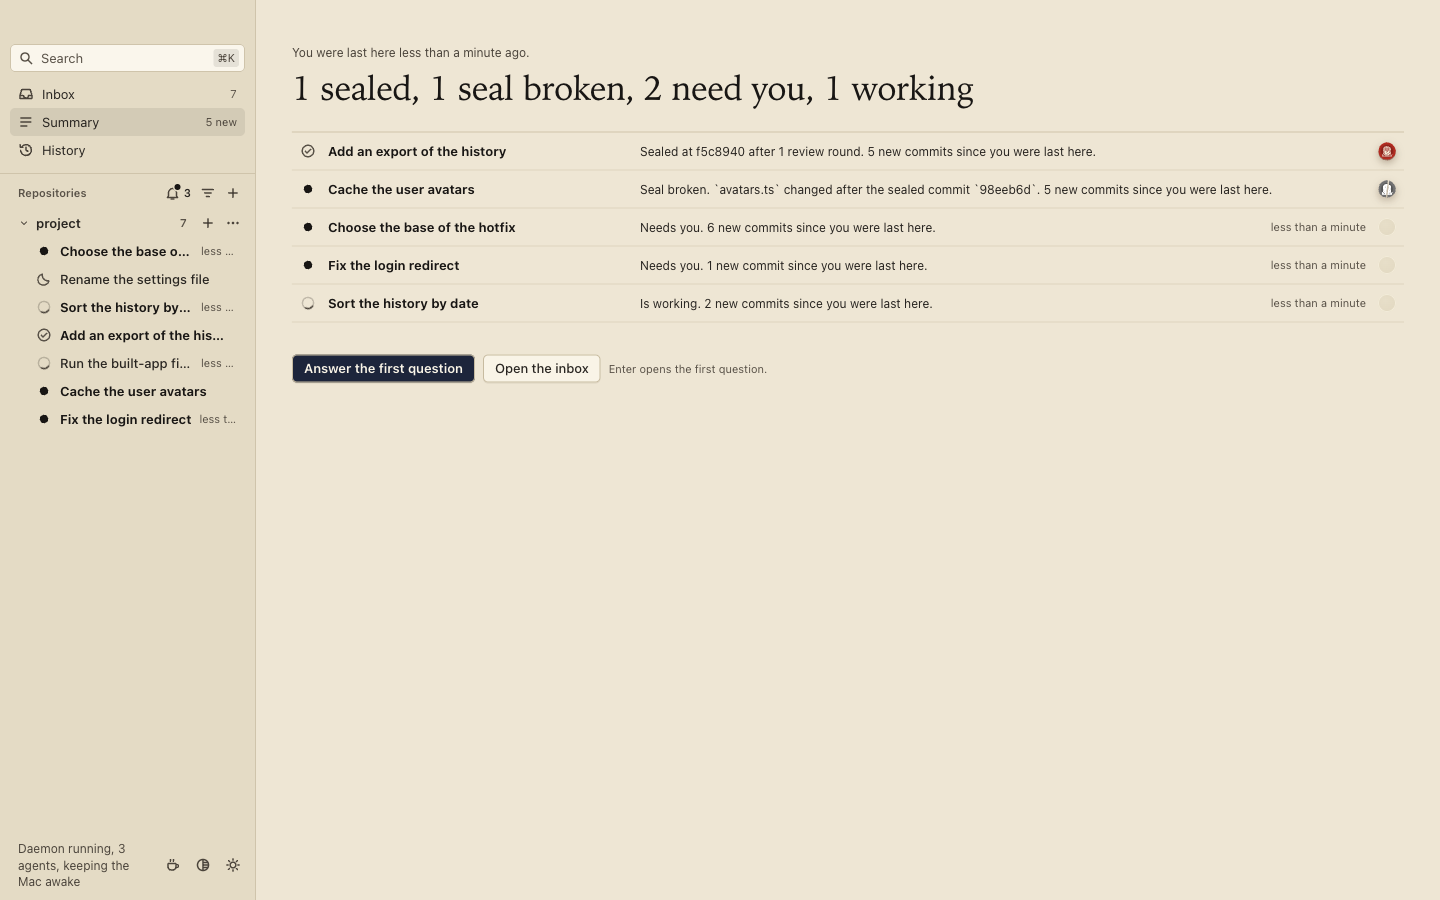 Search ⌘K
Inbox 7
Summary 5 new
History
Repositories 3
project 7
Choose the base o... less ...
Rename the settings file
Sort the history by... less ...
Add an export of the his...
Run the built-app fi... less ...
Cache the user avatars
Fix the login redirect less t...
Daemon running, 3
agents, keeping the
Mac awake
You were last here less than a minute ago.
1 sealed, 1 seal broken, 2 need you, 1 working
Add an export of the history Sealed at f5c8940 after 1 review round. 5 new commits since you were last here.
Cache the user avatars Seal broken. `avatars.ts` changed after the sealed commit `98eeb6d`. 5 new commits since you were last here.
Choose the base of the hotfix Needs you. 6 new commits since you were last here. less than a minute
Fix the login redirect Needs you. 1 new commit since you were last here. less than a minute
Sort the history by date Is working. 2 new commits since you were last here. less than a minute
Answer the first question Open the inbox Enter opens the first question.